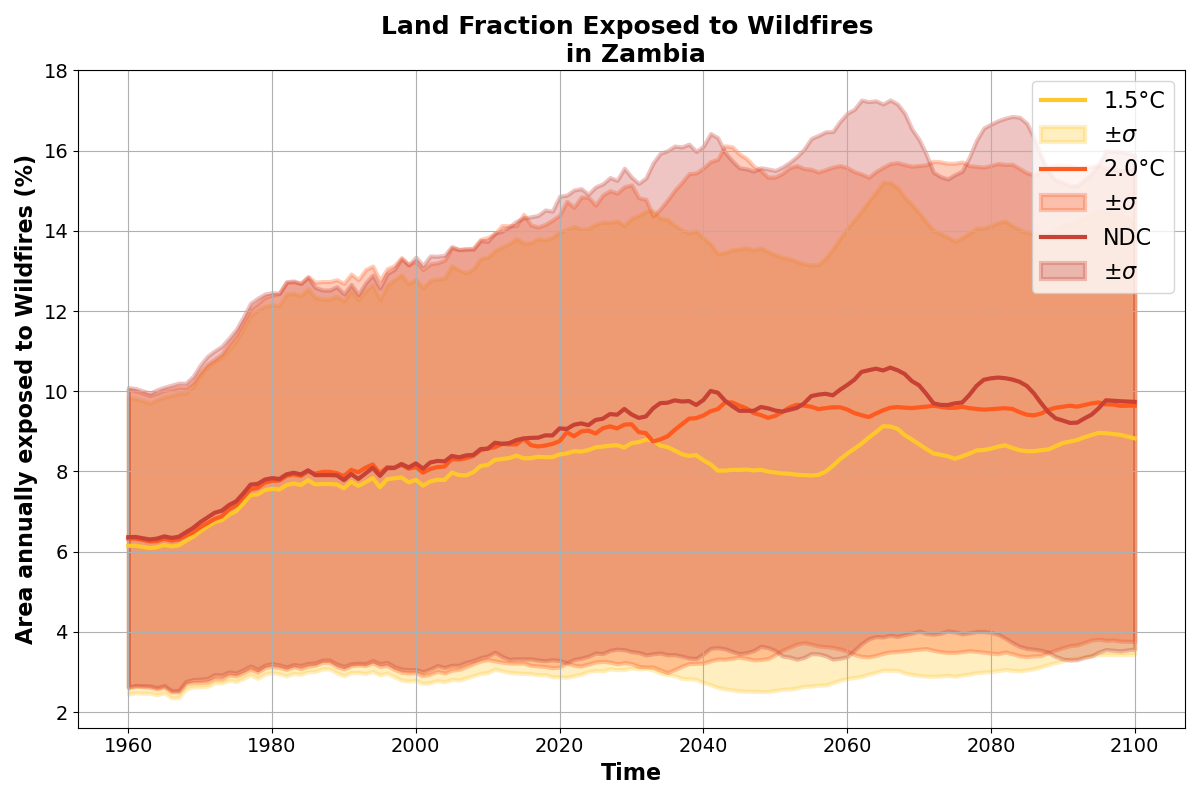 Land Fraction Exposed to Wildfires
in Zambia
Area annually exposed to Wildfires (%)
18
16
14
12
10
8
6
4
2
1.5°C
±σ
2.0°C
±σ
NDC
±σ
1960 1980 2000 2020 2040 2060 2080 2100
Time